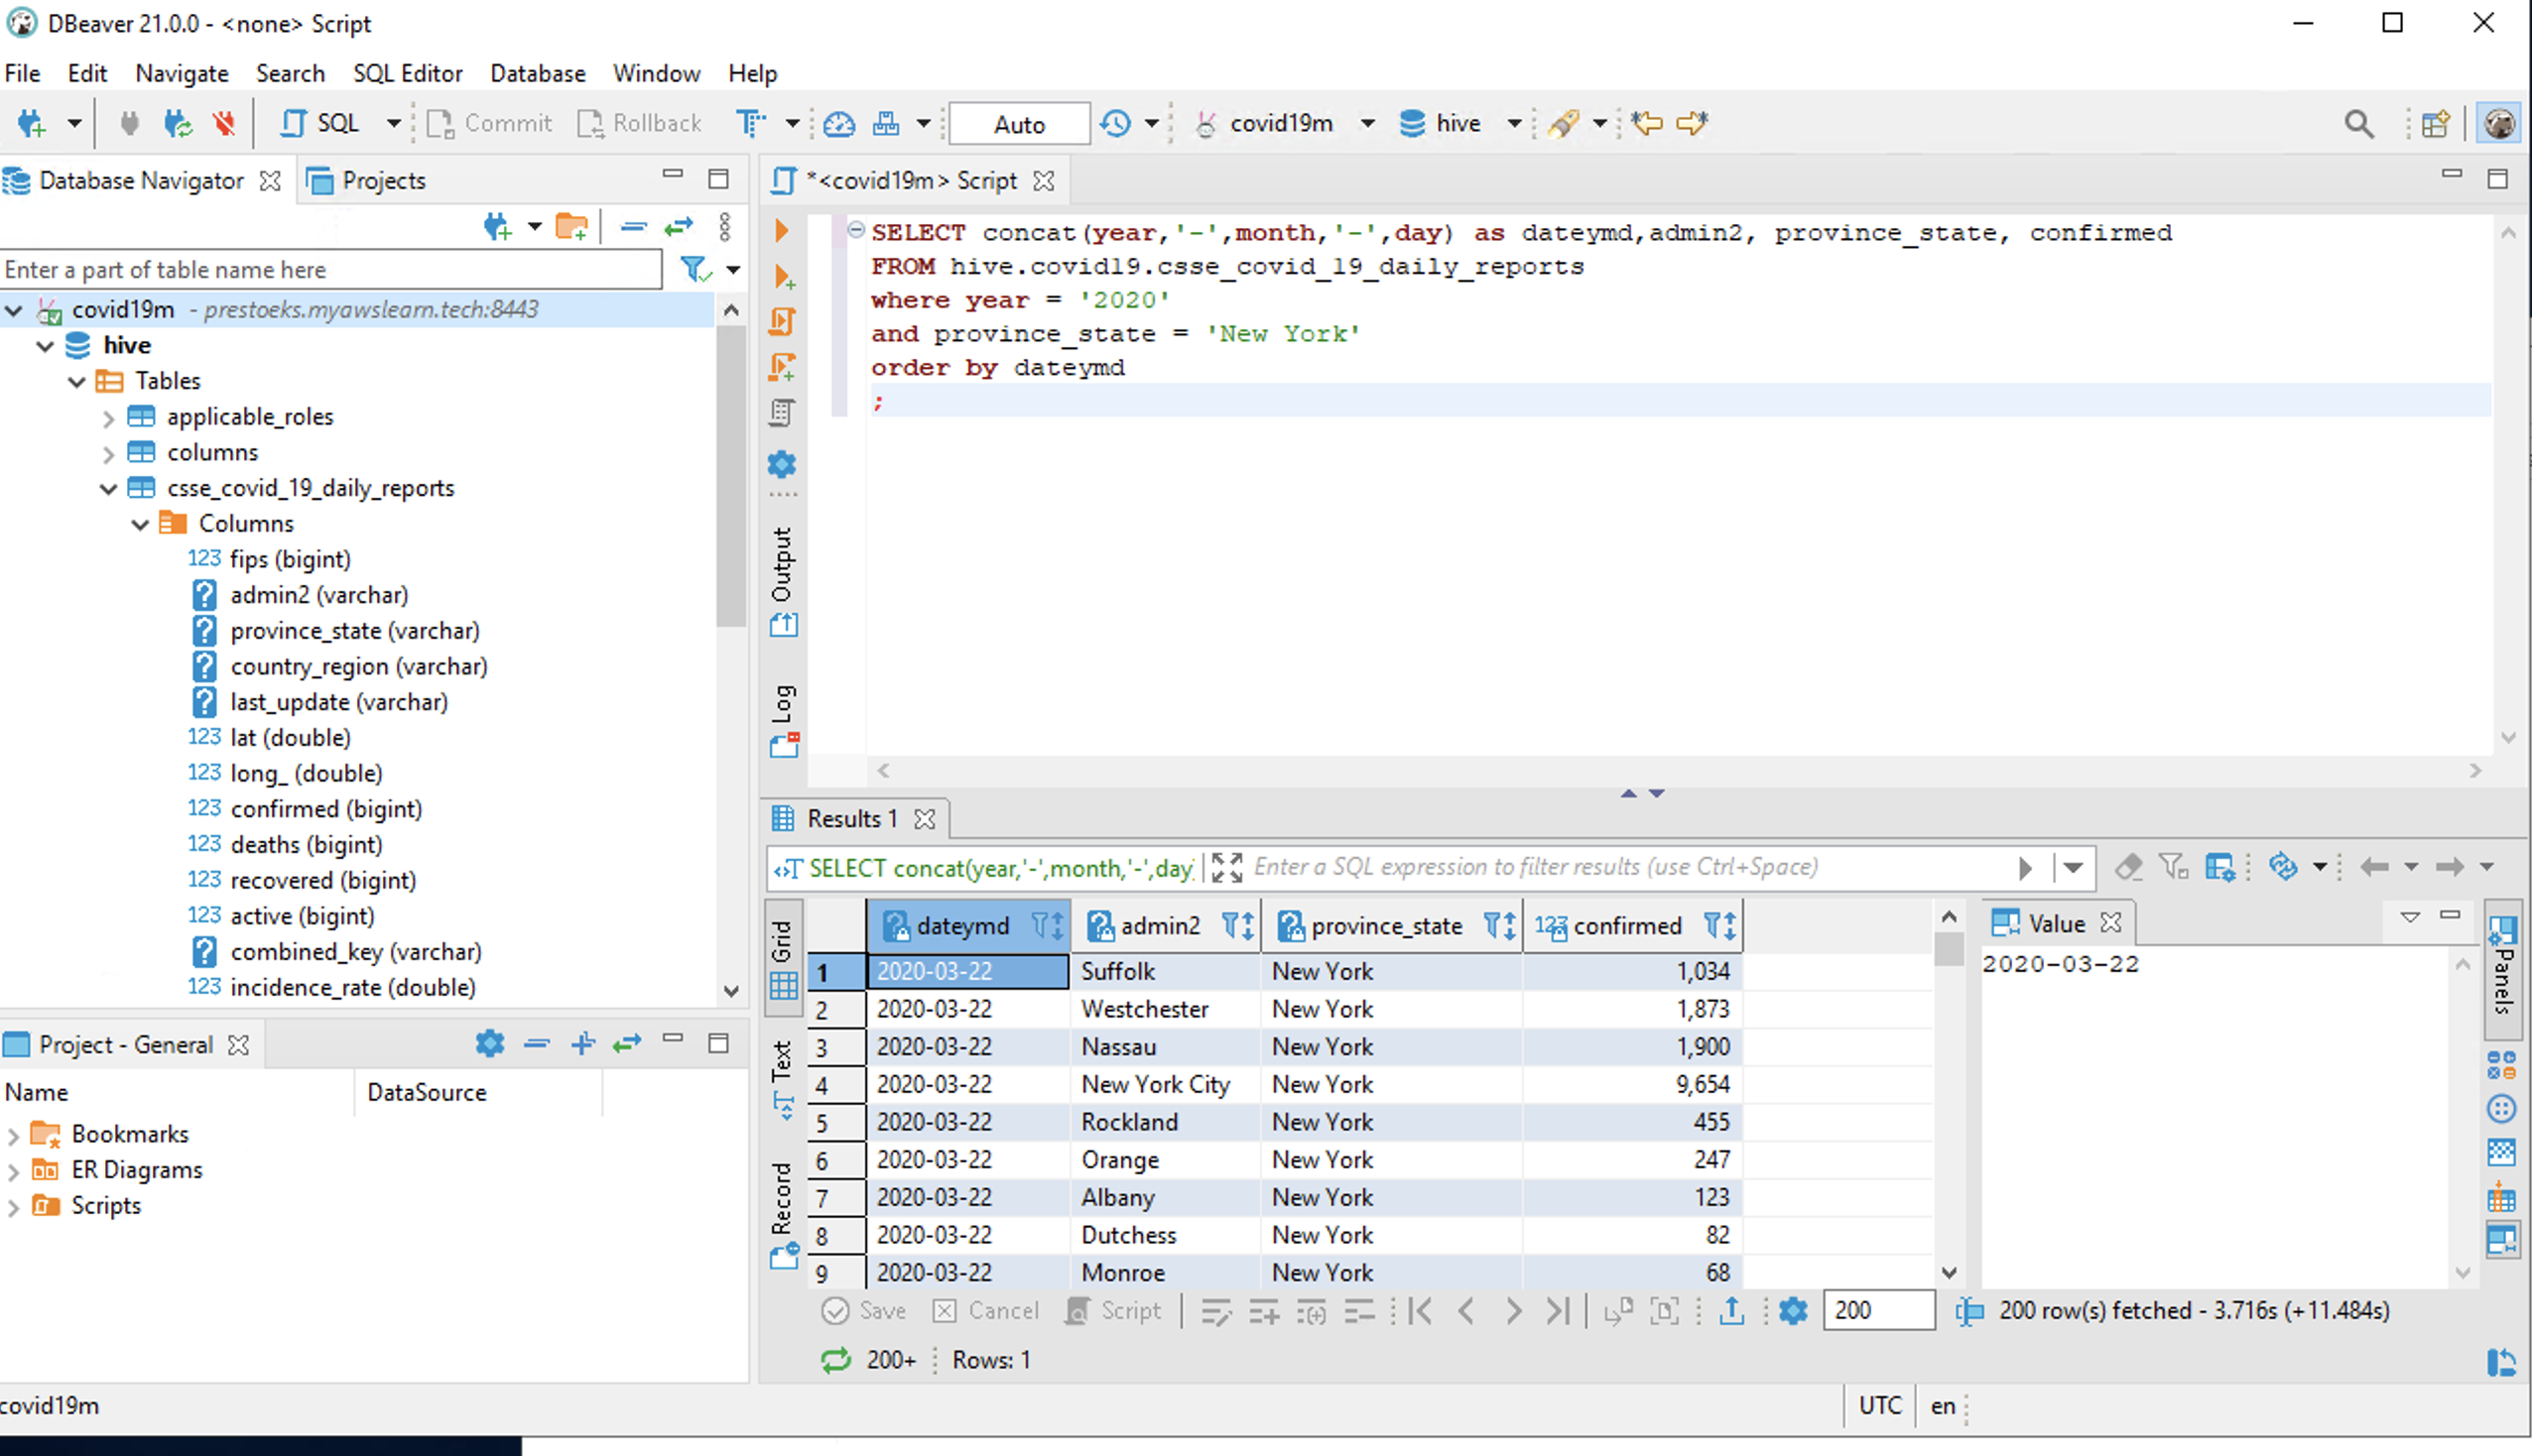 DBeaver 21.0.0 - <none> Script
File Edit Navigate Search SQL Editor Database Window Help
SQL Commit Rollback Auto covid19m hive
Database Navigator Projects
Enter a part of table name here
covid19m - prestoeks.myawslearn.tech:8443
hive
Tables
applicable_roles
columns
csse_covid_19_daily_reports
Columns
123 fips (bigint)
admin2 (varchar)
province_state (varchar)
country_region (varchar)
last_update (varchar)
123 lat (double)
123 long_ (double)
123 confirmed (bigint)
123 deaths (bigint)
123 recovered (bigint)
123 active (bigint)
combined_key (varchar)
123 incidence_rate (double)
Project - General
Name DataSource
Bookmarks
ER Diagrams
Scripts
*<covid19m> Script
SELECT concat(year,'-',month,'-',day) as dateymd,admin2, province_state, confirmed
FROM hive.covid19.csse_covid_19_daily_reports
where year = '2020'
and province_state = 'New York'
order by dateymd
;
Output
Log
Results 1
SELECT concat(year,'-',month,'-',day) Enter a SQL expression to filter results (use Ctrl+Space)
Grid
Text
Record
dateymd admin2 province_state 123 confirmed
1 2020-03-22 Suffolk New York 1,034
2 2020-03-22 Westchester New York 1,873
3 2020-03-22 Nassau New York 1,900
4 2020-03-22 New York City New York 9,654
5 2020-03-22 Rockland New York 455
6 2020-03-22 Orange New York 247
7 2020-03-22 Albany New York 123
8 2020-03-22 Dutchess New York 82
9 2020-03-22 Monroe New York 68
Value
2020-03-22
Panels
Save Cancel Script 200 200 row(s) fetched - 3.716s (+11.484s)
200+ Rows: 1
covid19m UTC en